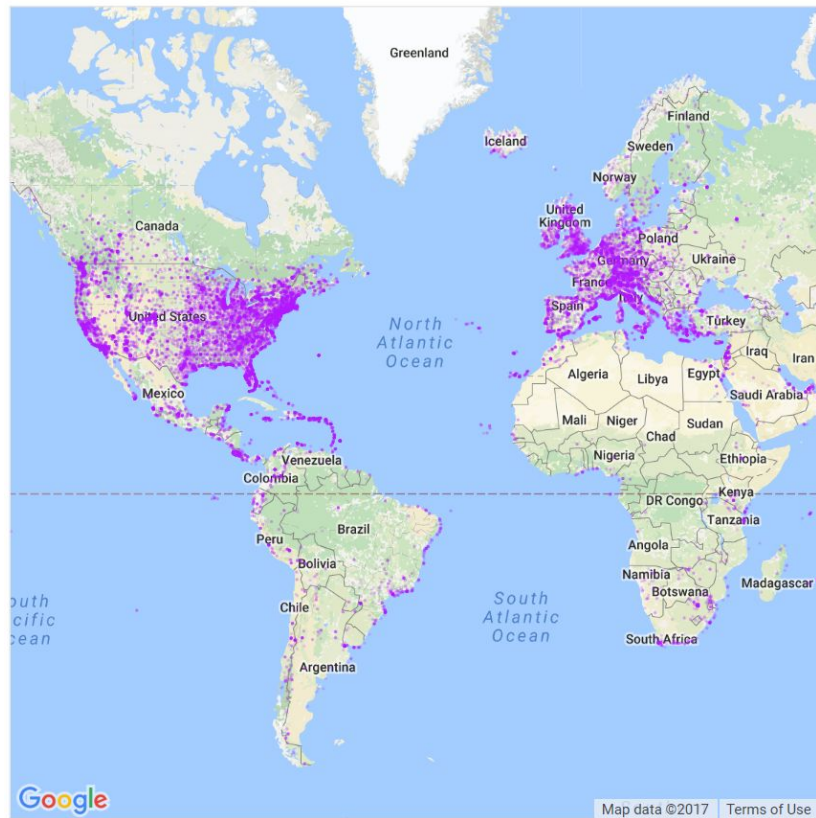 Greenland
Iceland
Finland
Sweden
Norway
Canada
United
Kingdom
Poland
Germany
Ukraine
France
United States
Spain
Italy
Turkey
North
Atlantic
Ocean
Iraq
Iran
Algeria
Libya
Egypt
Saudi Arabia
Mexico
Mali
Niger
Sudan
Chad
Venezuela
Nigeria
Ethiopia
Colombia
Kenya
DR Congo
Tanzania
Brazil
Peru
Angola
Bolivia
Namibia
Madagascar
Botswana
outh
cific
cean
Chile
South
Atlantic
Ocean
South Africa
Argentina
Google
Map data ©2017
Terms of Use